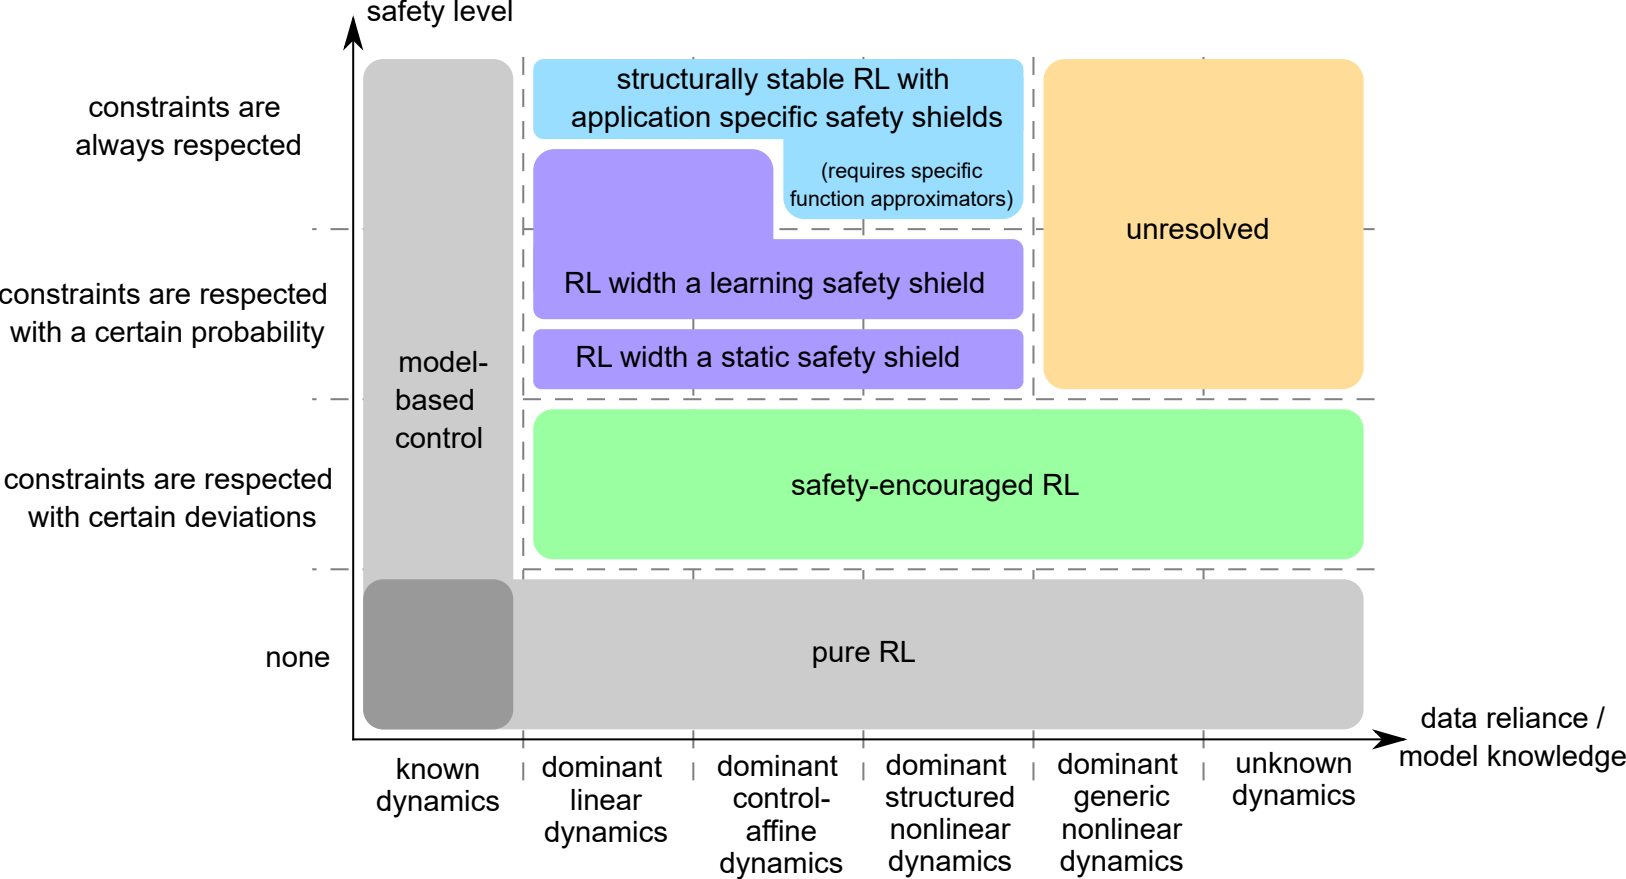 safety level
constraints are
always respected
structurally stable RL with
application specific safety shields
(requires specific
function approximators)
unresolved
constraints are respected
with a certain probability
RL width a learning safety shield
RL width a static safety shield
model-
based
control
constraints are respected
with certain deviations
safety-encouraged RL
none
pure RL
data reliance /
model knowledge
known
dynamics
dominant
linear
dynamics
dominant
control-
affine
dynamics
dominant
structured
nonlinear
dynamics
dominant
generic
nonlinear
dynamics
unknown
dynamics